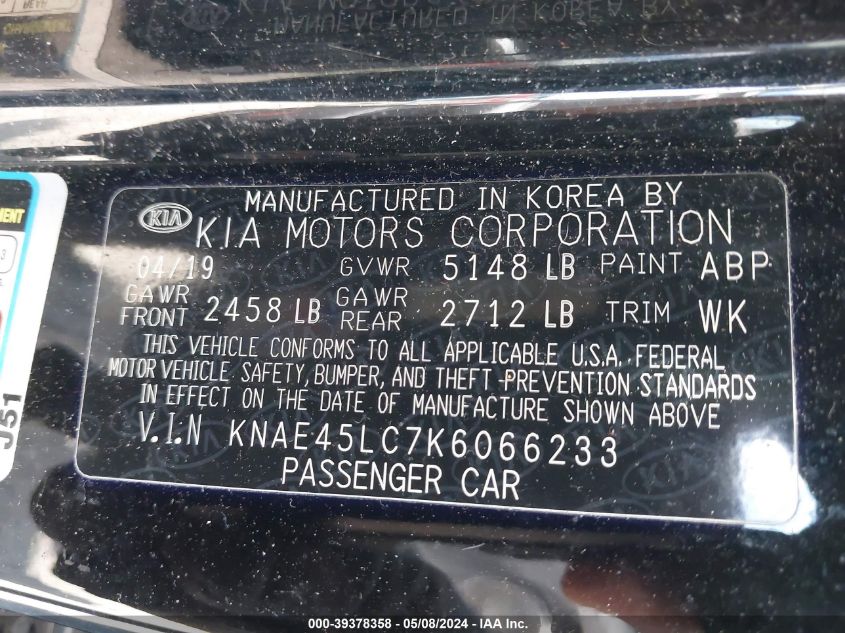 MANUFACTURED IN KOREA BY
KIA KIA MOTORS CORPORATION
04/19 GVWR 5148 LB PAINT ABP
GAWR FRONT 2458 LB GAWR REAR 2712 LB TRIM WK
THIS VEHICLE CONFORMS TO ALL APPLICABLE U.S.A. FEDERAL
MOTOR VEHICLE SAFETY, BUMPER, AND THEFT PREVENTION STANDARDS
IN EFFECT ON THE DATE OF MANUFACTURE SHOWN ABOVE
V.I.N KNAE45LC7K6066233
PASSENGER CAR
J51
000-39378358 - 05/08/2024 - IAA Inc.